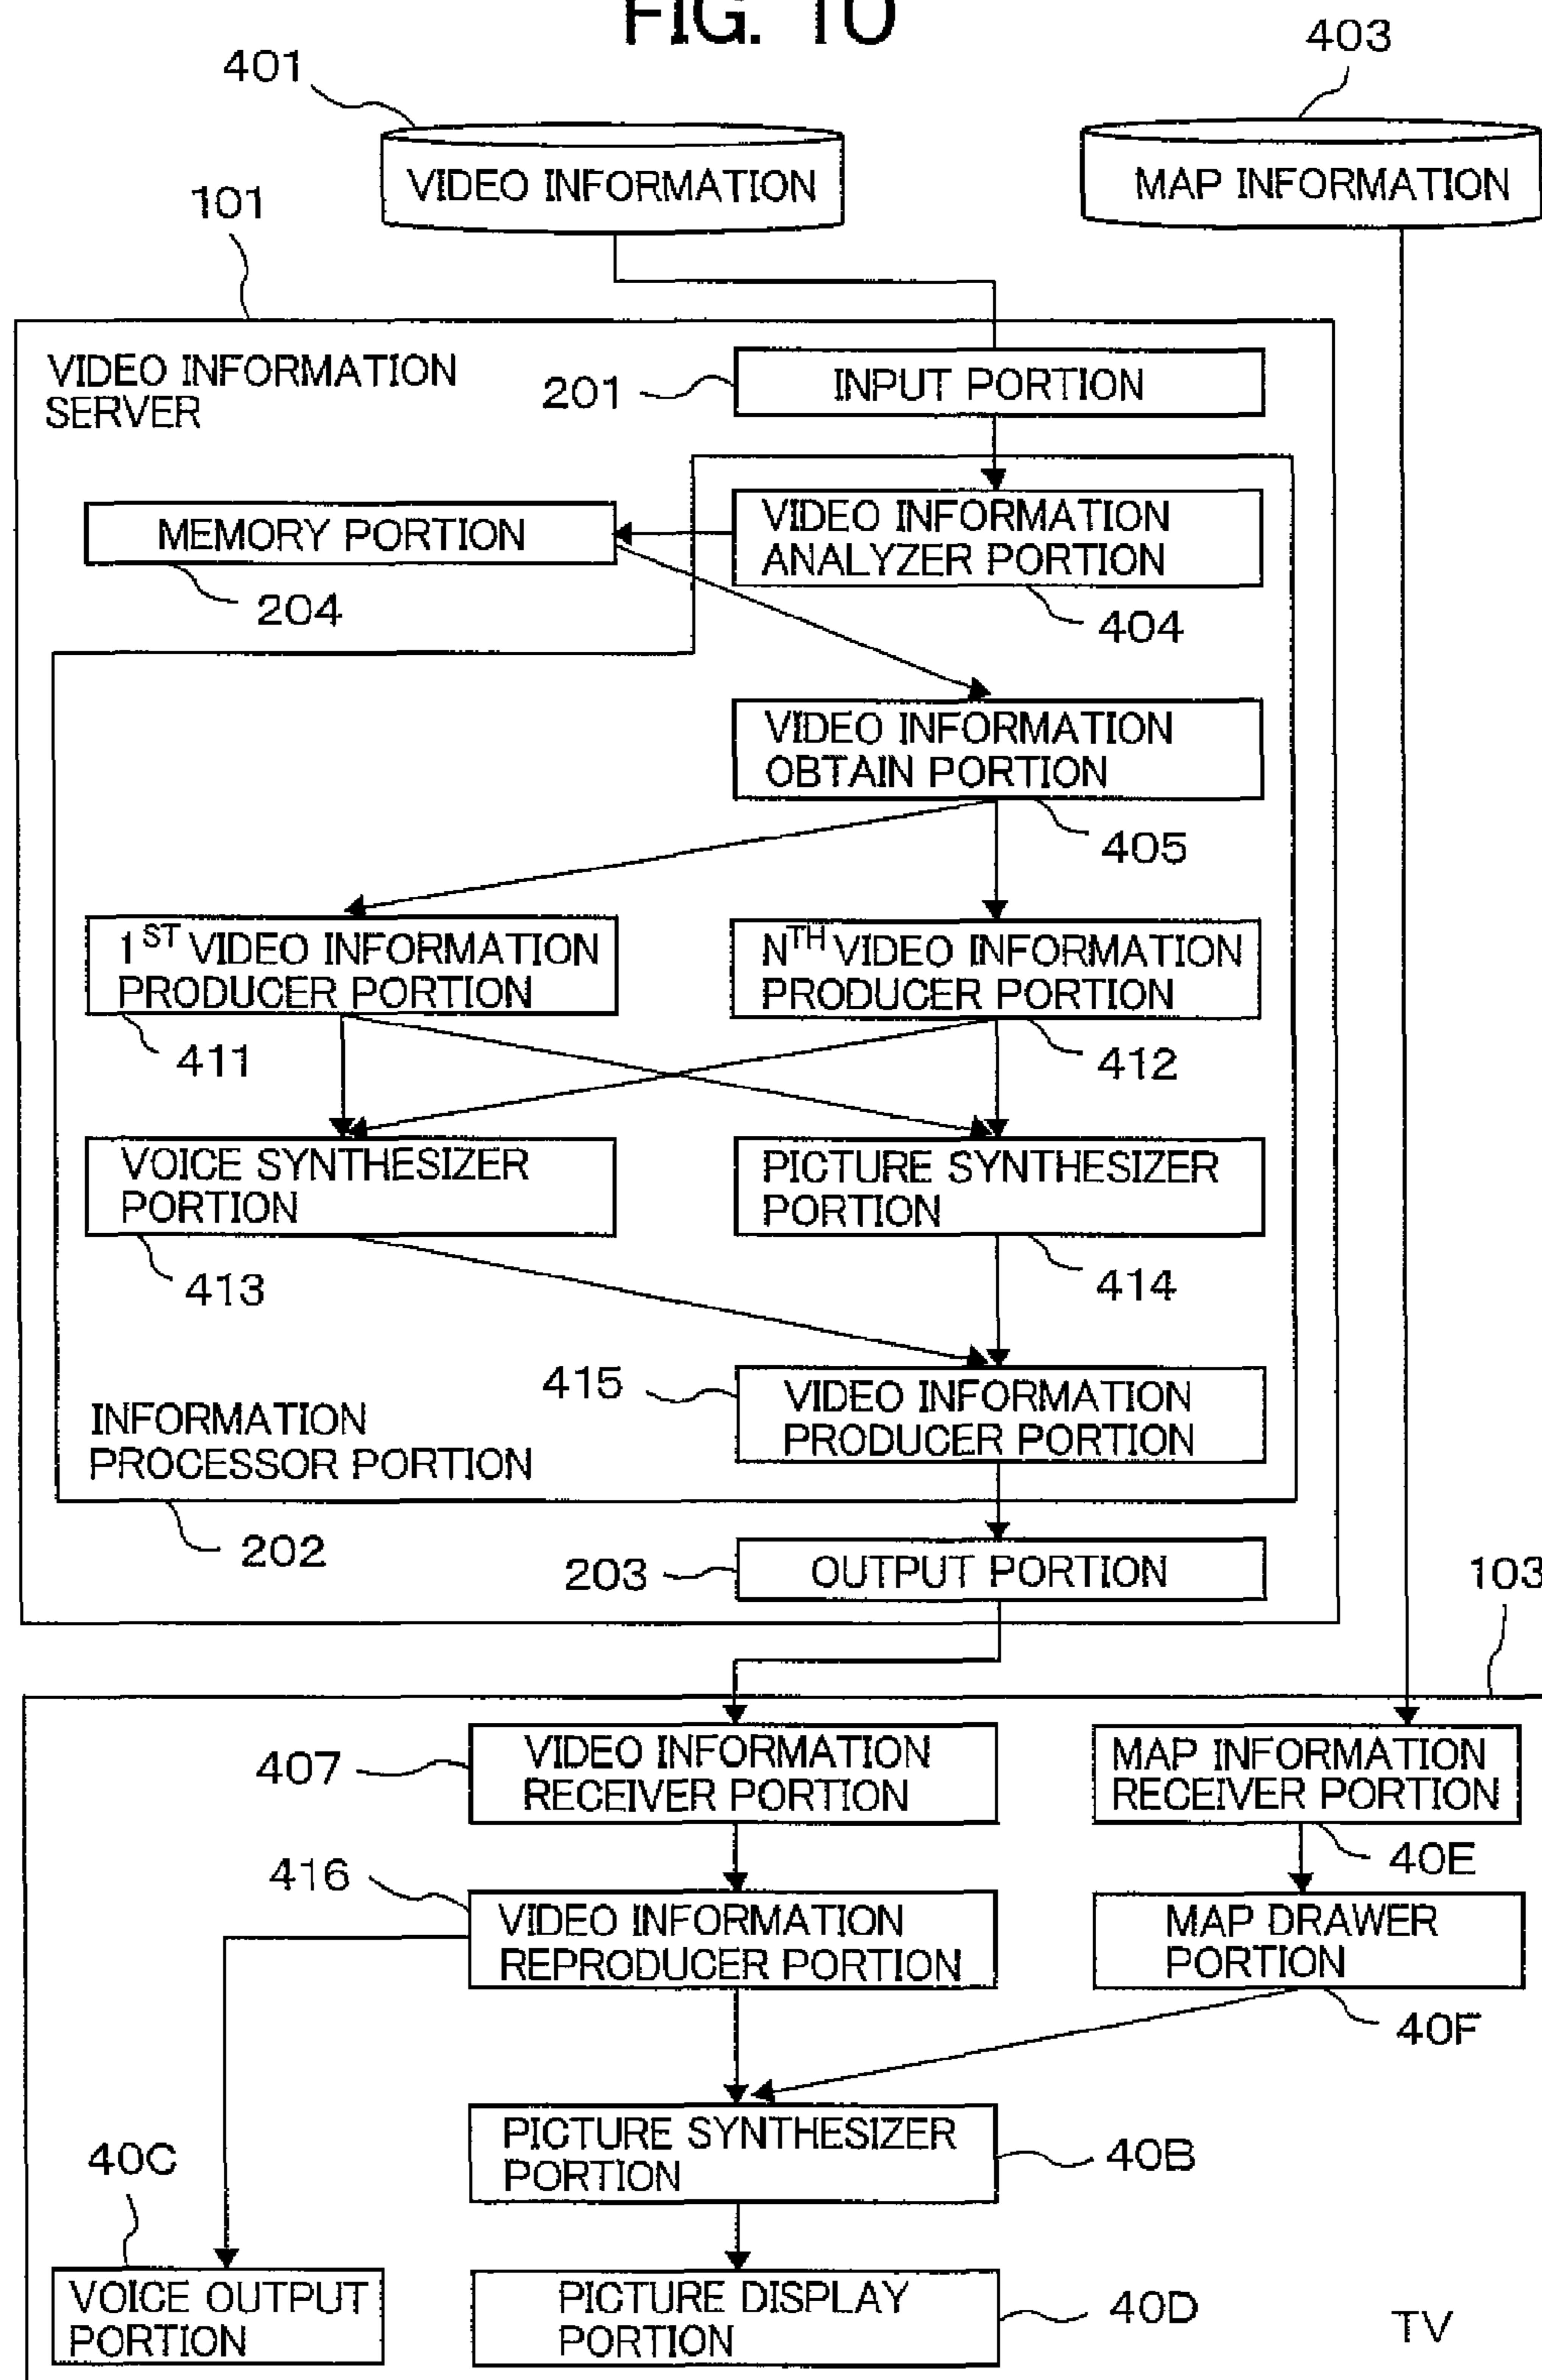 FIG. 10
401
403
VIDEO INFORMATION
MAP INFORMATION
101
VIDEO INFORMATION
SERVER
201
INPUT PORTION
MEMORY PORTION
204
VIDEO INFORMATION
ANALYZER PORTION
404
VIDEO INFORMATION
OBTAIN PORTION
405
1ST VIDEO INFORMATION
PRODUCER PORTION
411
NTH VIDEO INFORMATION
PRODUCER PORTION
412
VOICE SYNTHESIZER
PORTION
413
PICTURE SYNTHESIZER
PORTION
414
415
VIDEO INFORMATION
PRODUCER PORTION
INFORMATION
PROCESSOR PORTION
202
203
OUTPUT PORTION
103
407
VIDEO INFORMATION
RECEIVER PORTION
MAP INFORMATION
RECEIVER PORTION
40E
416
VIDEO INFORMATION
REPRODUCER PORTION
MAP DRAWER
PORTION
40F
PICTURE SYNTHESIZER
PORTION
40B
40C
VOICE OUTPUT
PORTION
PICTURE DISPLAY
PORTION
40D
TV